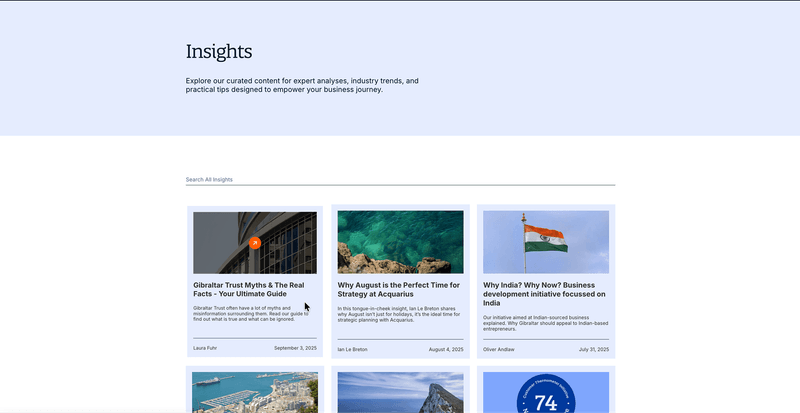 Insights
Explore our curated content for expert analyses, industry trends, and
practical tips designed to empower your business journey.
Search All Insights
Gibraltar Trust Myths & The Real
Facts - Your Ultimate Guide
Gibraltar Trust often have a lot of myths and
misinformation surrounding them. Read our guide to
find out what is true and what can be ignored.
Laura Fuhr
September 3, 2025
Why August is the Perfect Time for
Strategy at Acquarius
In this tongue-in-cheek insight, Ian Le Breton shares
why August isn't just for holidays, it's the ideal time for
strategic planning with Acquarius.
Ian Le Breton
August 4, 2025
Why India? Why Now? Business
development initiative focussed on
India
Our initiative aimed at Indian-sourced business
explained. Why Gibraltar should appeal to Indian-based
entrepreneurs.
Oliver Andlaw
July 31, 2025
74